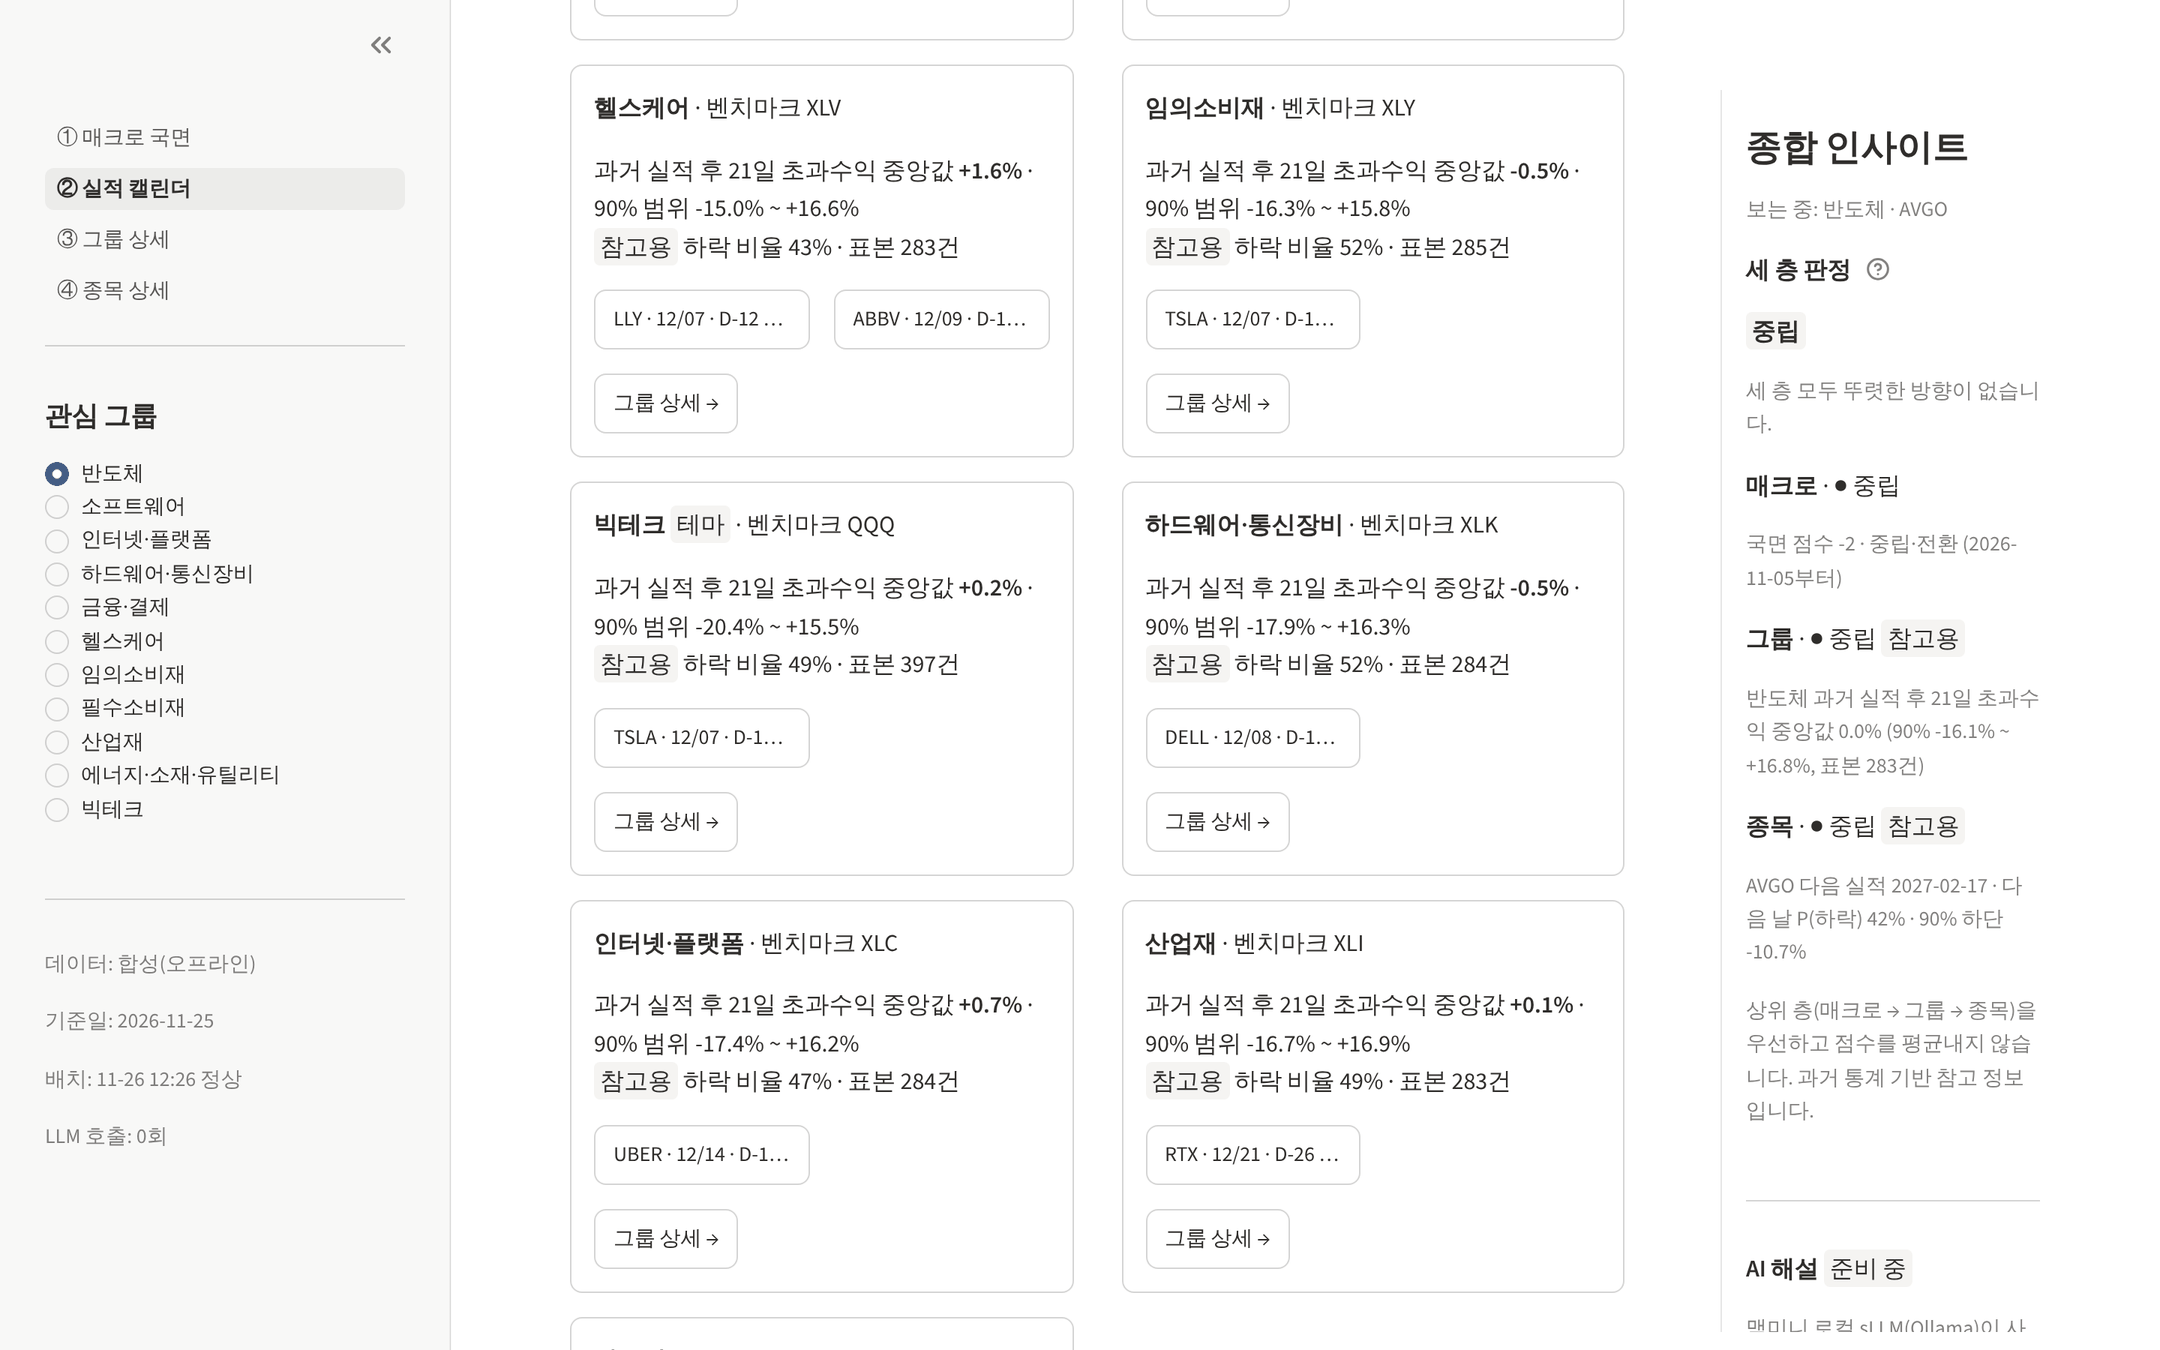 ① 매크로 국면
② 실적 캘린더
③ 그룹 상세
④ 종목 상세
관심 그룹
반도체
소프트웨어
인터넷·플랫폼
하드웨어·통신장비
금융·결제
헬스케어
임의소비재
필수소비재
산업재
에너지·소재·유틸리티
빅테크
데이터: 합성(오프라인)
기준일: 2026-11-25
배치: 11-26 12:26 정상
LLM 호출: 0회
헬스케어 · 벤치마크 XLV
과거 실적 후 21일 초과수익 중앙값 +1.6% ·
90% 범위 -15.0% ~ +16.6%
참고용 하락 비율 43% · 표본 283건
LLY · 12/07 · D-12 …
ABBV · 12/09 · D-1…
그룹 상세 →
임의소비재 · 벤치마크 XLY
과거 실적 후 21일 초과수익 중앙값 -0.5% ·
90% 범위 -16.3% ~ +15.8%
참고용 하락 비율 52% · 표본 285건
TSLA · 12/07 · D-1…
그룹 상세 →
빅테크 테마 · 벤치마크 QQQ
과거 실적 후 21일 초과수익 중앙값 +0.2% ·
90% 범위 -20.4% ~ +15.5%
참고용 하락 비율 49% · 표본 397건
TSLA · 12/07 · D-1…
그룹 상세 →
하드웨어·통신장비 · 벤치마크 XLK
과거 실적 후 21일 초과수익 중앙값 -0.5% ·
90% 범위 -17.9% ~ +16.3%
참고용 하락 비율 52% · 표본 284건
DELL · 12/08 · D-1…
그룹 상세 →
인터넷·플랫폼 · 벤치마크 XLC
과거 실적 후 21일 초과수익 중앙값 +0.7% ·
90% 범위 -17.4% ~ +16.2%
참고용 하락 비율 47% · 표본 284건
UBER · 12/14 · D-1…
그룹 상세 →
산업재 · 벤치마크 XLI
과거 실적 후 21일 초과수익 중앙값 +0.1% ·
90% 범위 -16.7% ~ +16.9%
참고용 하락 비율 49% · 표본 283건
RTX · 12/21 · D-26 …
그룹 상세 →
종합 인사이트
보는 중: 반도체 · AVGO
세 층 판정
중립
세 층 모두 뚜렷한 방향이 없습니
다.
매크로 · ● 중립
국면 점수 -2 · 중립·전환 (2026-
11-05부터)
그룹 · ● 중립 참고용
반도체 과거 실적 후 21일 초과수
익 중앙값 0.0% (90% -16.1% ~
+16.8%, 표본 283건)
종목 · ● 중립 참고용
AVGO 다음 실적 2027-02-17 · 다
음 날 P(하락) 42% · 90% 하단
-10.7%
상위 층(매크로 → 그룹 → 종목)을
우선하고 점수를 평균내지 않습
니다. 과거 통계 기반 참고 정보
입니다.
AI 해설 준비 중
맥미니 로컬 sLLM(Ollama)이 사